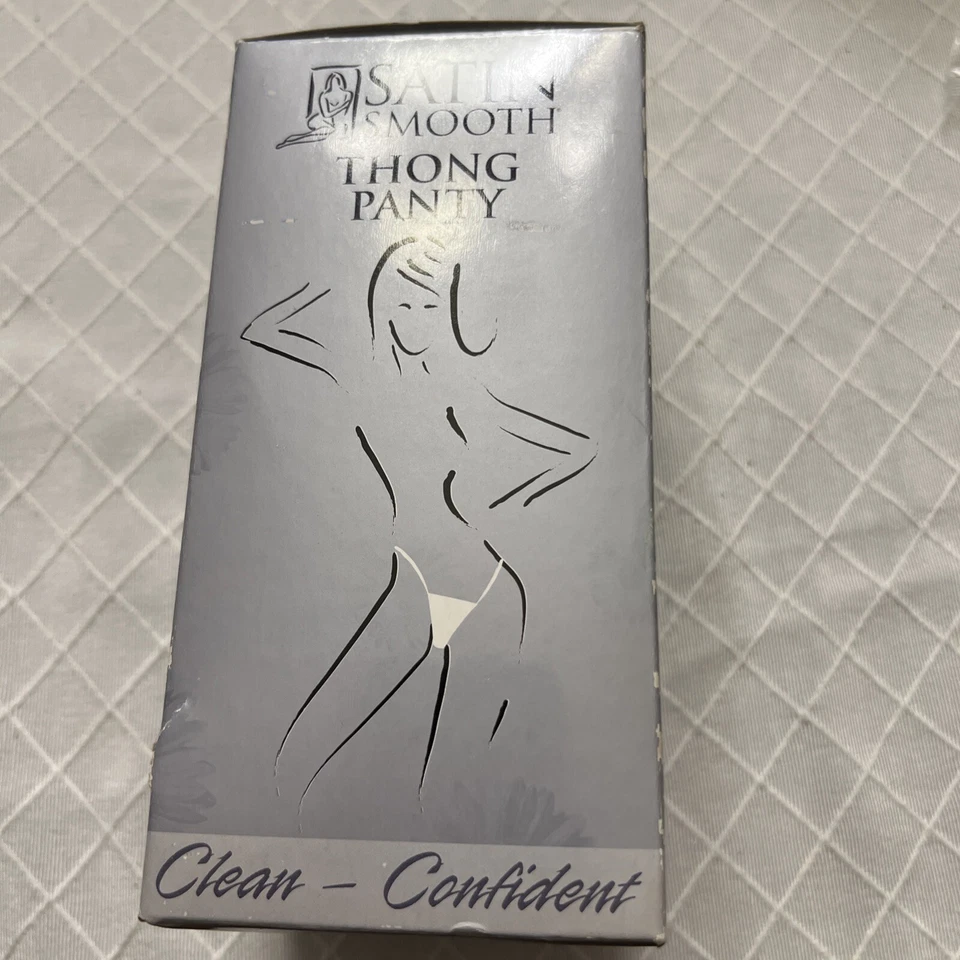 SATIN
SMOOTH
THONG
PANTY
Clean – Confident